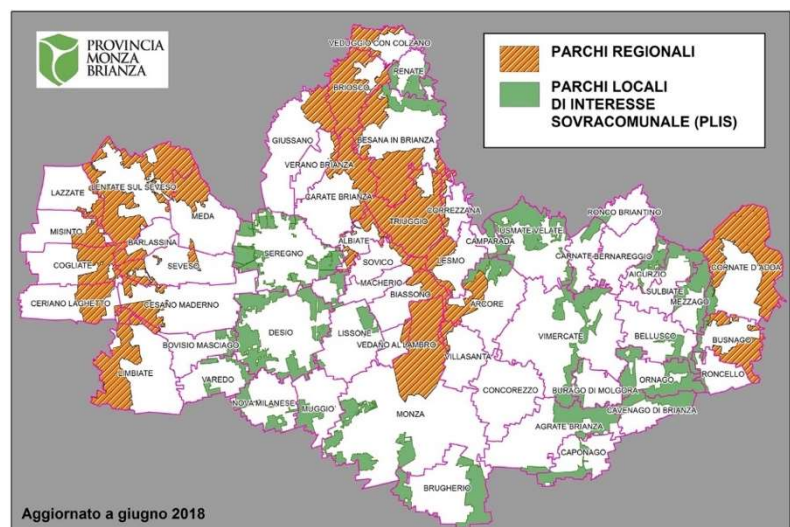 PROVINCIA
MONZA
BRIANZA
PARCHI REGIONALI
PARCHI LOCALI
DI INTERESSE
SOVRACOMUNALE (PLIS)
VEDUGGIO CON COLZANO
RENATE
BRIOSCO
GIUSSANO
BESANA IN BRIANZA
VERANO BRIANZA
LENTATE SUL SEVESO
LAZZATE
CARATE BRIANZA
MEDA
CORREZZANA
RONCO BRIANTINO
TRIUGGIO
MISINTO
BARLASSINA
USMATE VELATE
CAMPARADA
ALBIATE
SEREGNO
CARNATE
BERNAREGGIO
COGLIATE
SEVESO
SOVICO
LESMO
CORNATE D'ADDA
AICURZIO
MACHERIO
SULBIATE
CERIANO LAGHETTO
CESANO MADERNO
BIASSONO
ARCORE
MEZZAGO
DESIO
LISSONE
VIMERCATE
BELLUSCO
BUSNAGO
BOVISIO MASCIAGO
VEDANO AL LAMBRO
VILLASANTA
LIMBIATE
RONCELLO
VAREDO
ORNAGO
CONCOREZZO
BURAGO DI MOLGORA
NOVA MILANESE
MUGGIO'
MONZA
CAVENAGO DI BRIANZA
AGRATE BRIANZA
CAPONAGO
BRUGHERIO
Aggiornato a giugno 2018